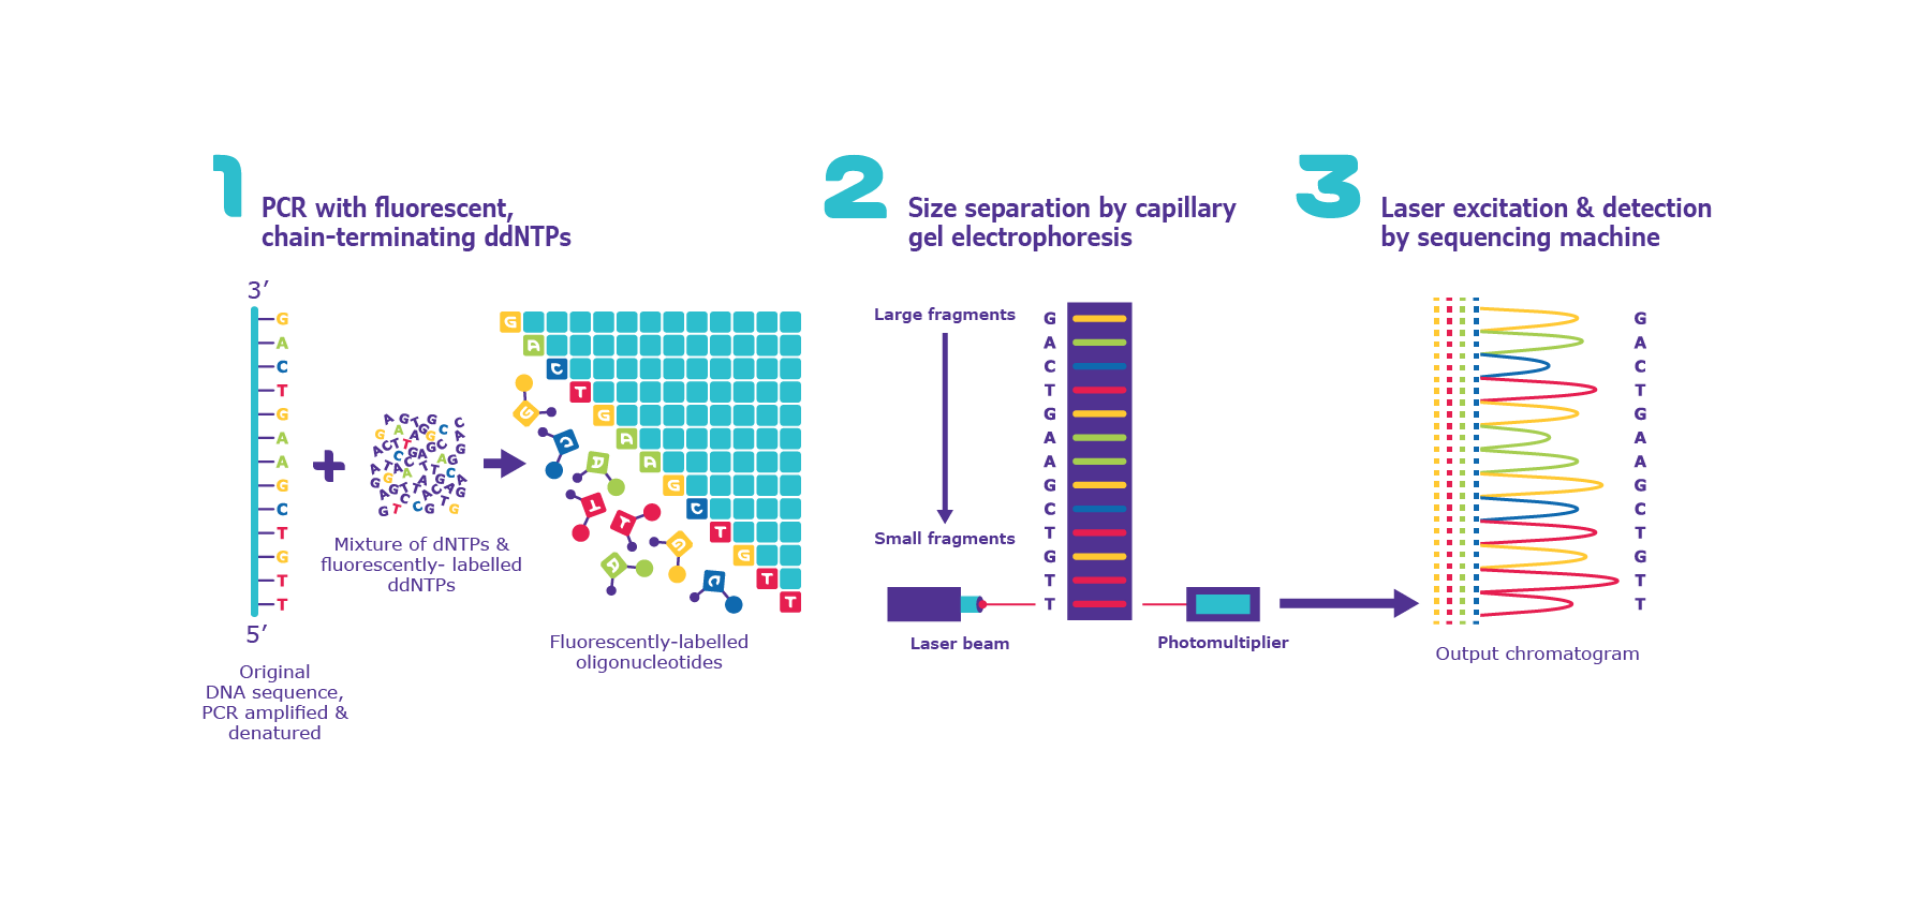 1
PCR with fluorescent,
chain-terminating ddNTPs
3’
G
A
C
T
G
A
A
G
C
T
G
T
T
5’
Original
DNA sequence,
PCR amplified &
denatured
Mixture of dNTPs &
fluorescently- labelled
ddNTPs
G
A
C
T
G
A
A
G
C
T
G
T
T
G
C
A
T
T
G
A
C
Fluorescently-labelled
oligonucleotides
2
Size separation by capillary
gel electrophoresis
Large fragments
Small fragments
G
A
C
T
G
A
A
G
C
T
G
T
T
Laser beam
Photomultiplier
3
Laser excitation & detection
by sequencing machine
G
A
C
T
G
A
A
G
C
T
G
T
T
Output chromatogram